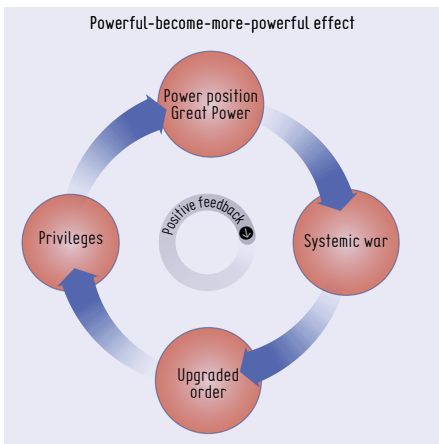 Powerful-become-more-powerful effect
Power position
Great Power
Systemic war
Upgraded
order
Privileges
Positive feedback